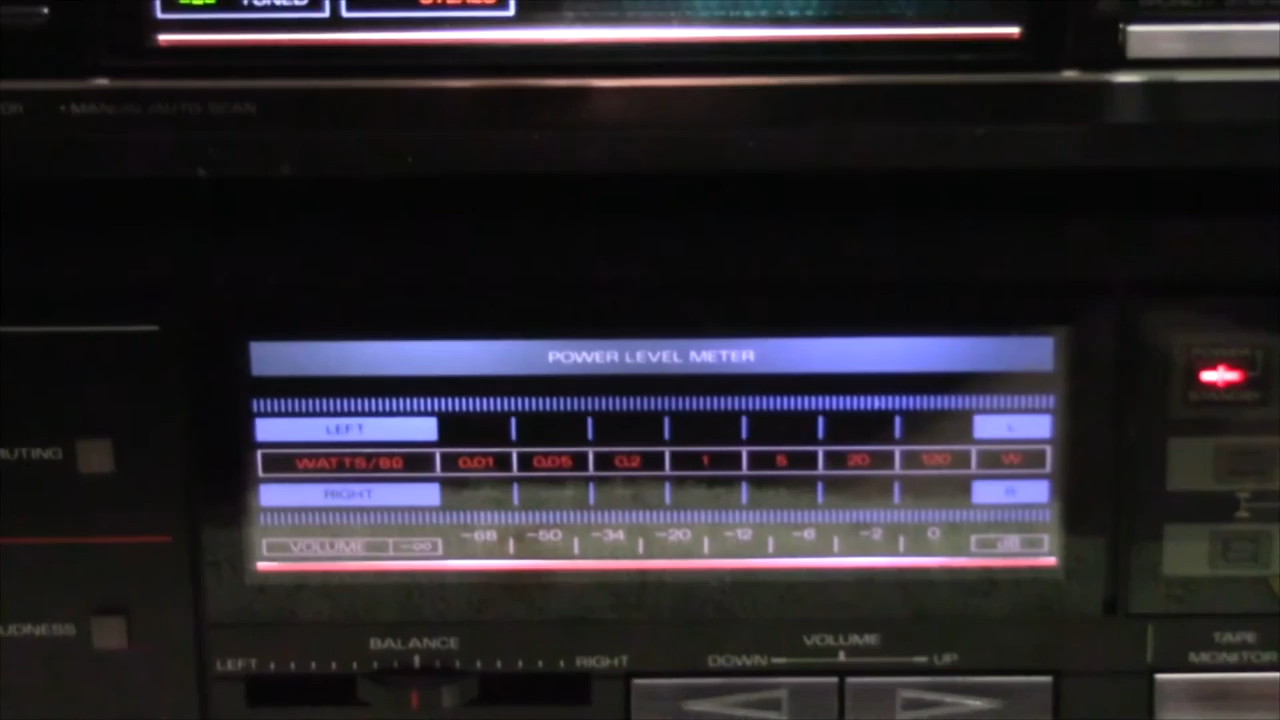 TUNED STEREO
• MANUAL/AUTO SCAN
POWER LEVEL METER
LEFT L
WATTS/8Ω 0.01 0.05 0.2 1 5 20 120 W
RIGHT R
VOLUME -∞ -68 -50 -34 -20 -12 -6 -2 0 dB
MUTING
POWER
STANDBY
BALANCE
LEFT RIGHT
VOLUME
DOWN UP
TAPE
MONITOR